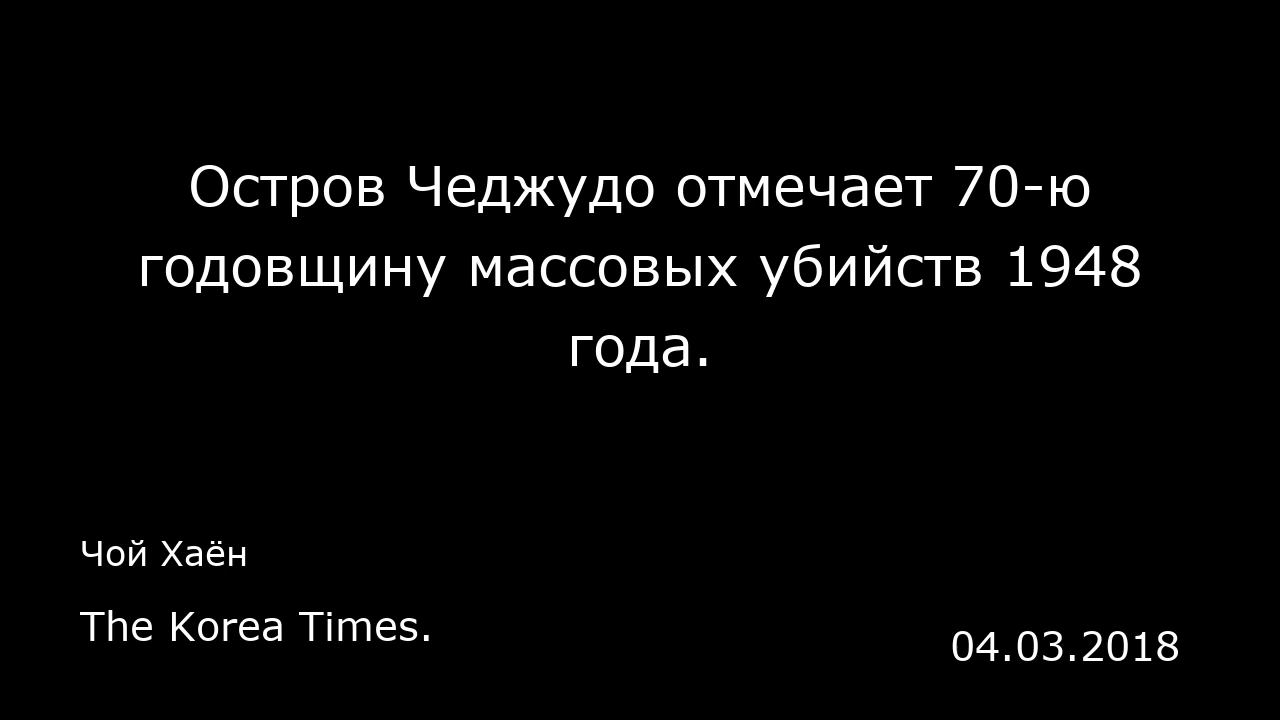 Остров Чеджудо отмечает 70-ю
годовщину массовых убийств 1948
года.
Чой Хаён
The Korea Times.
04.03.2018